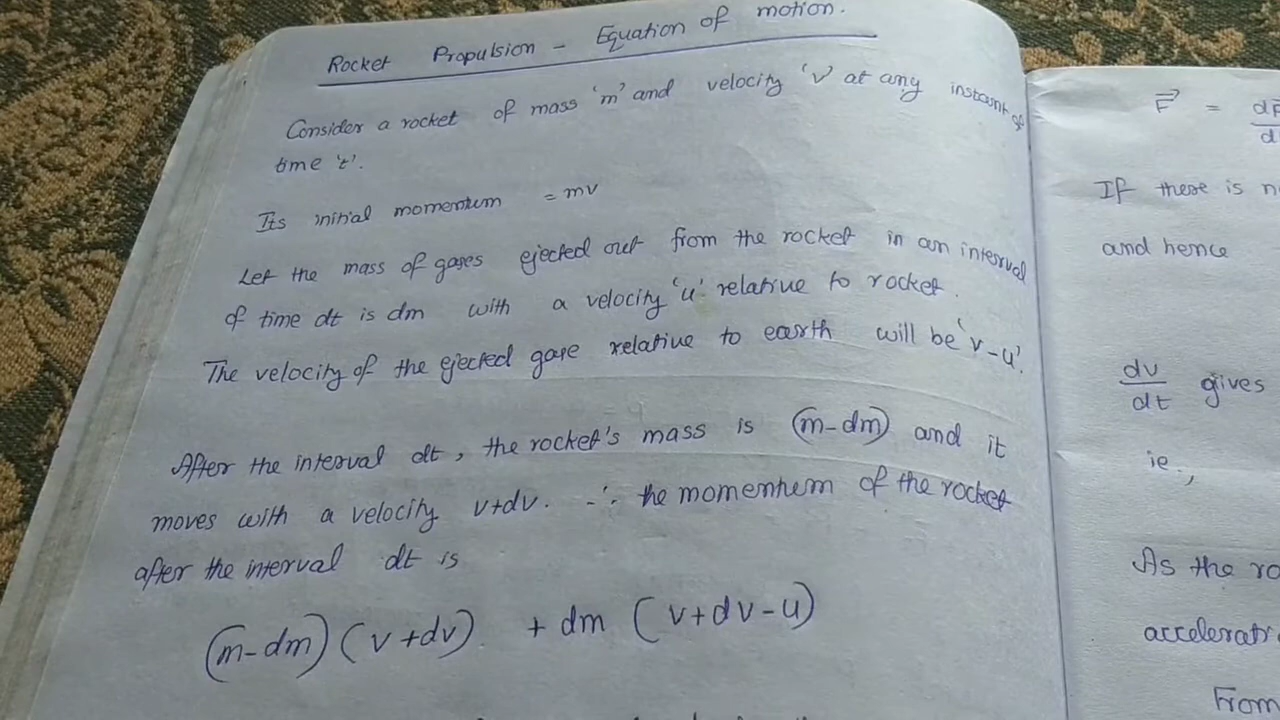 Rocket Propulsion - Equation of motion.
Consider a rocket of mass 'm' and velocity 'v' at any instant of
time 't'.
Its initial momentum = mv
Let the mass of gases ejected out from the rocket in an interval
of time dt is dm with a velocity 'u' relative to rocket.
The velocity of the ejected gase relative to earth will be 'v-u'.
After the interval dt, the rocket's mass is (m-dm) and it
moves with a velocity v+dv. ∴ the momentum of the rocket
after the interval dt is
(m-dm) (v+dv) + dm (v+dv-u)
F⃗ =
If there is
and hence
dv/dt gives
ie.,
As the
From